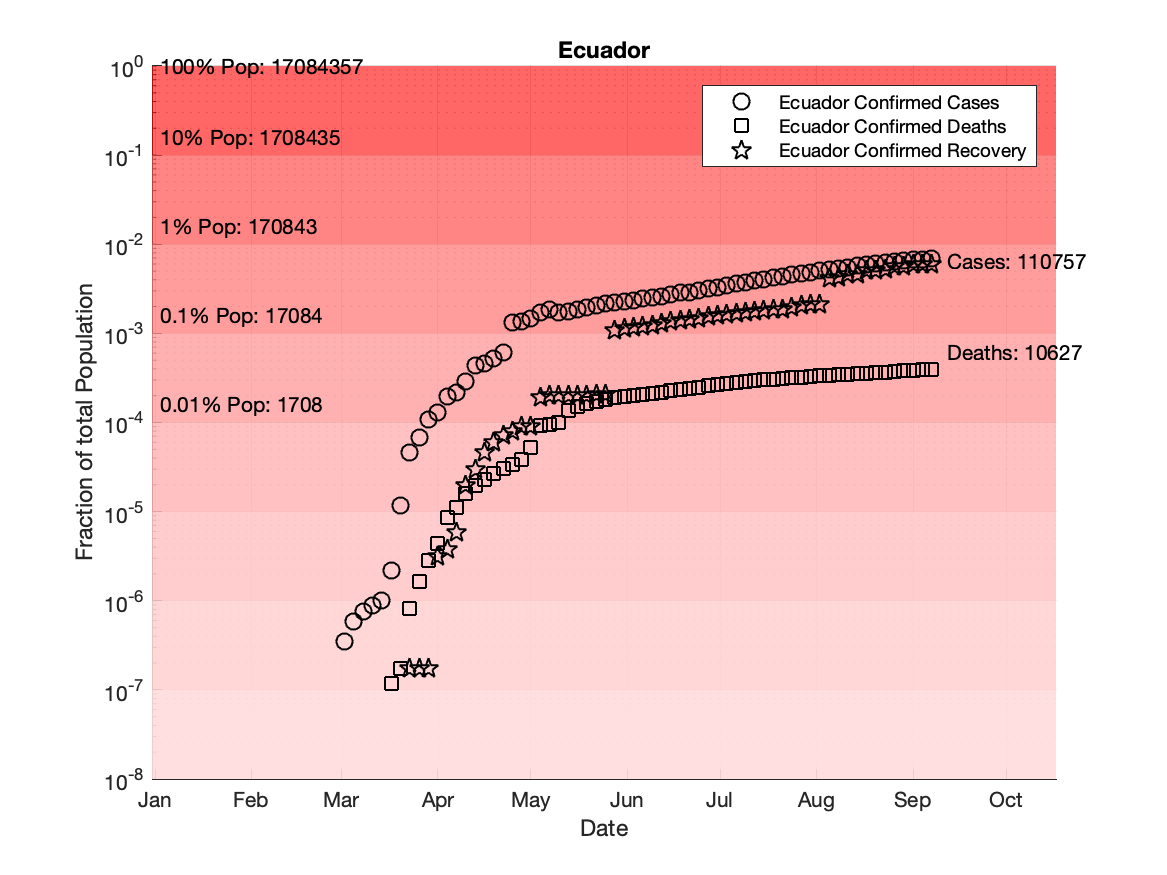 Ecuador
10^0
10^-1
10^-2
10^-3
10^-4
10^-5
10^-6
10^-7
10^-8
Fraction of total Population
100% Pop: 17084357
10% Pop: 1708435
1% Pop: 170843
0.1% Pop: 17084
0.01% Pop: 1708
Ecuador Confirmed Cases
Ecuador Confirmed Deaths
Ecuador Confirmed Recovery
Cases: 110757
Deaths: 10627
Jan Feb Mar Apr May Jun Jul Aug Sep Oct
Date